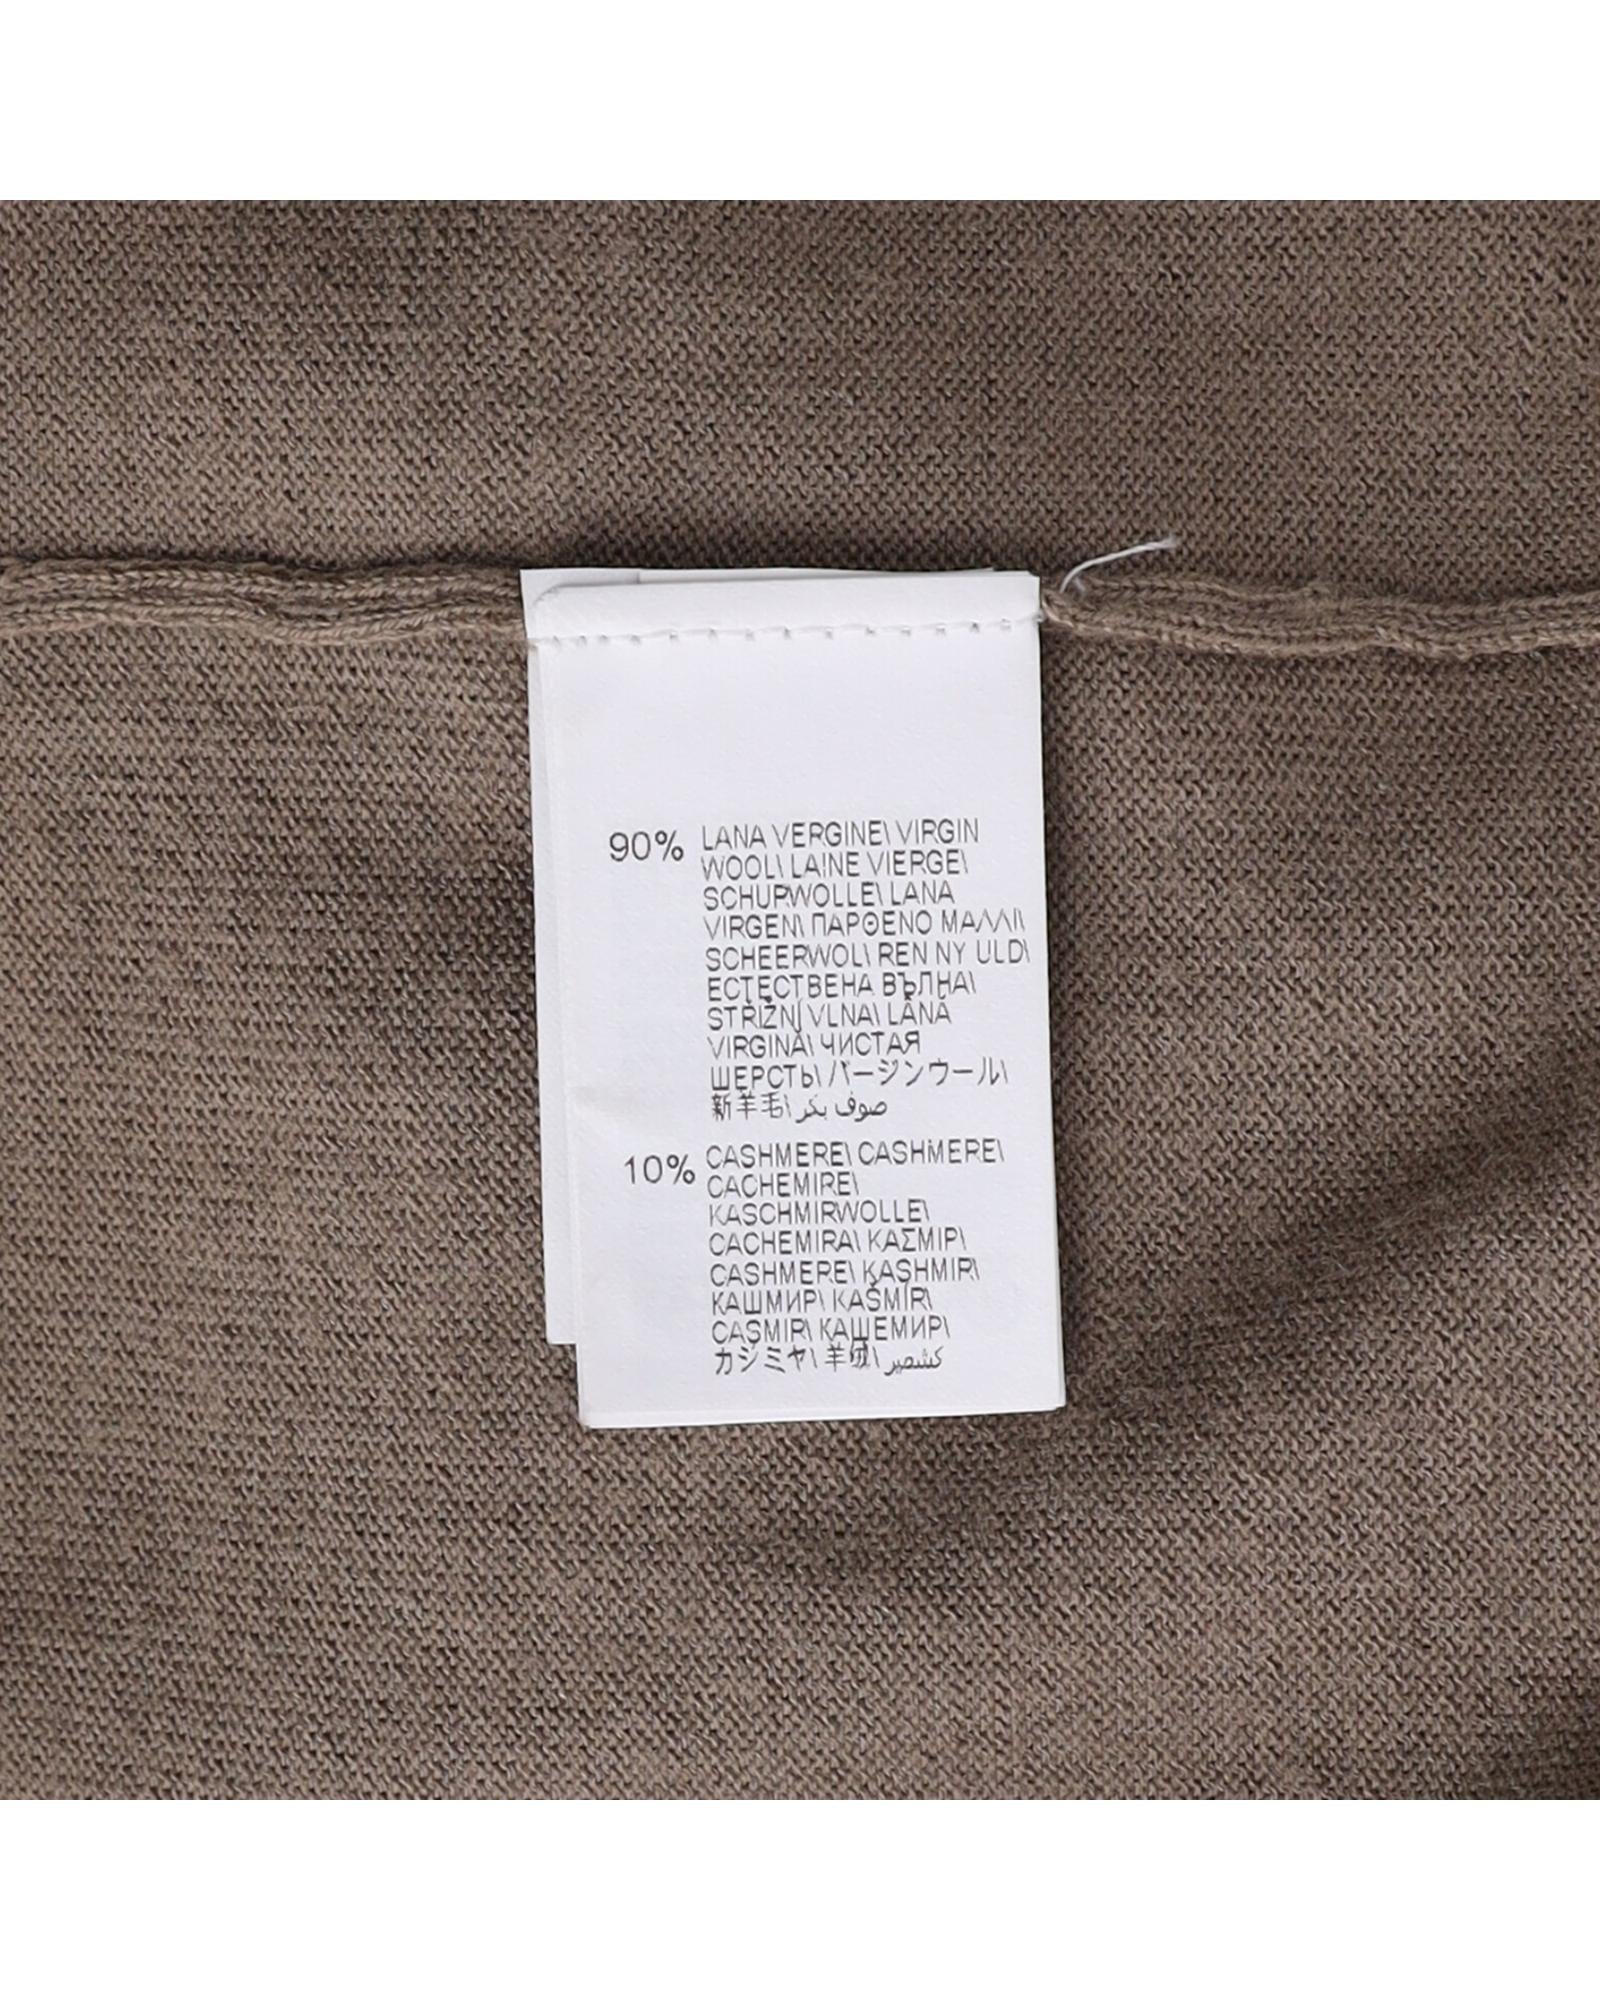 90% LANA VERGINE\ VIRGIN
WOOL\ LAINE VIERGE\
SCHURWOLLE\ LANA
VIRGEN\ ΠΑΡΘΕΝΟ ΜΑΛΛΙ\
SCHEERWOL\ REN NY ULD\
ЕСТЕСТВЕНА ВЪЛНА\
STŘIŽNÍ VLNA\ LÂNĂ
VIRGINĂ\ ЧИСТАЯ
ШЕРСТЬ\ バージンウール\
新羊毛\ صوف بكر
10% CASHMERE\ CASHMERE\
CACHEMIRE\
KASCHMIRWOLLE\
CACHEMIRA\ ΚΑΣΜΙΡ\
CASHMERE\ KASHMIR\
КАШМИР\ KAŠMÍR\
CAŞMIR\ КАШЕМИР\
カシミヤ\ 羊绒\ كشمير